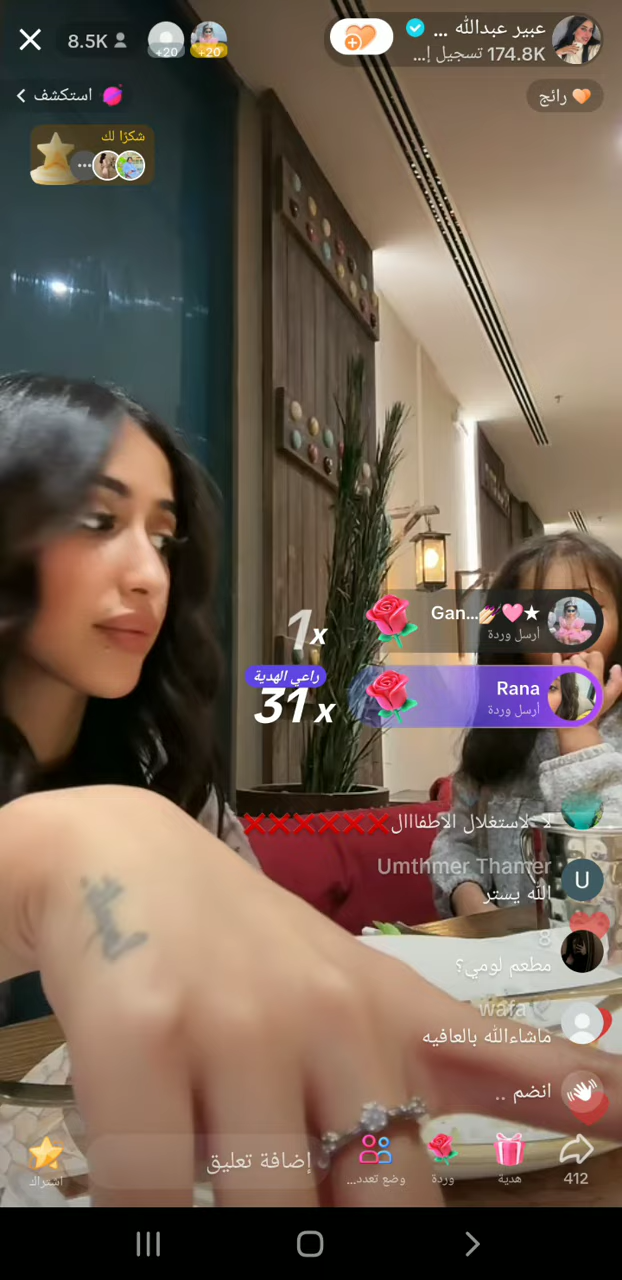 عبير عبدالله ...
174.8K تسجيل إ...
8.5K
+20
+20
رائج
استكشف
شكرًا لك
Gan...💅🩷★
أرسل وردة
1x
Rana
أرسل وردة
راعي الهدية
31x
لا لاستغلال الاطفااال❌❌❌❌❌❌
Umthmer Thamer
U
الله يستر
8
مطعم لومي؟
wafa
ماشاءالله بالعافيه
انضم ..
إضافة تعليق
اشتراك
وضع تعدد...
وردة
هدية
412